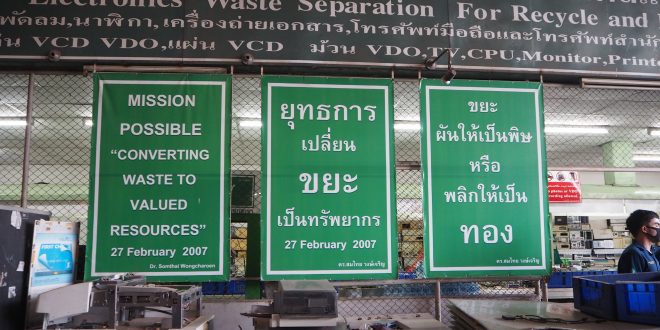 Electronics Waste Separation For Recycle and
พัดลม,นาฬิกา,เครื่องถ่ายเอกสาร,โทรศัพท์มือถือและโทรศัพท์สำนัก
VCD VDO,แผ่น VCD ม้วน VDO,TV,CPU,Monitor,Printe
MISSION
POSSIBLE
“CONVERTING
WASTE TO
VALUED
RESOURCES”
27 February 2007
Dr. Somthai Wongcharoen
ยุทธการ
เปลี่ยน
ขยะ
เป็นทรัพยากร
27 February 2007
ดร.สมไทย วงษ์เจริญ
ขยะ
ผันให้เป็นพิษ
หรือ
พลิกให้เป็น
ทอง
ดร.สมไทย วงษ์เจริญ